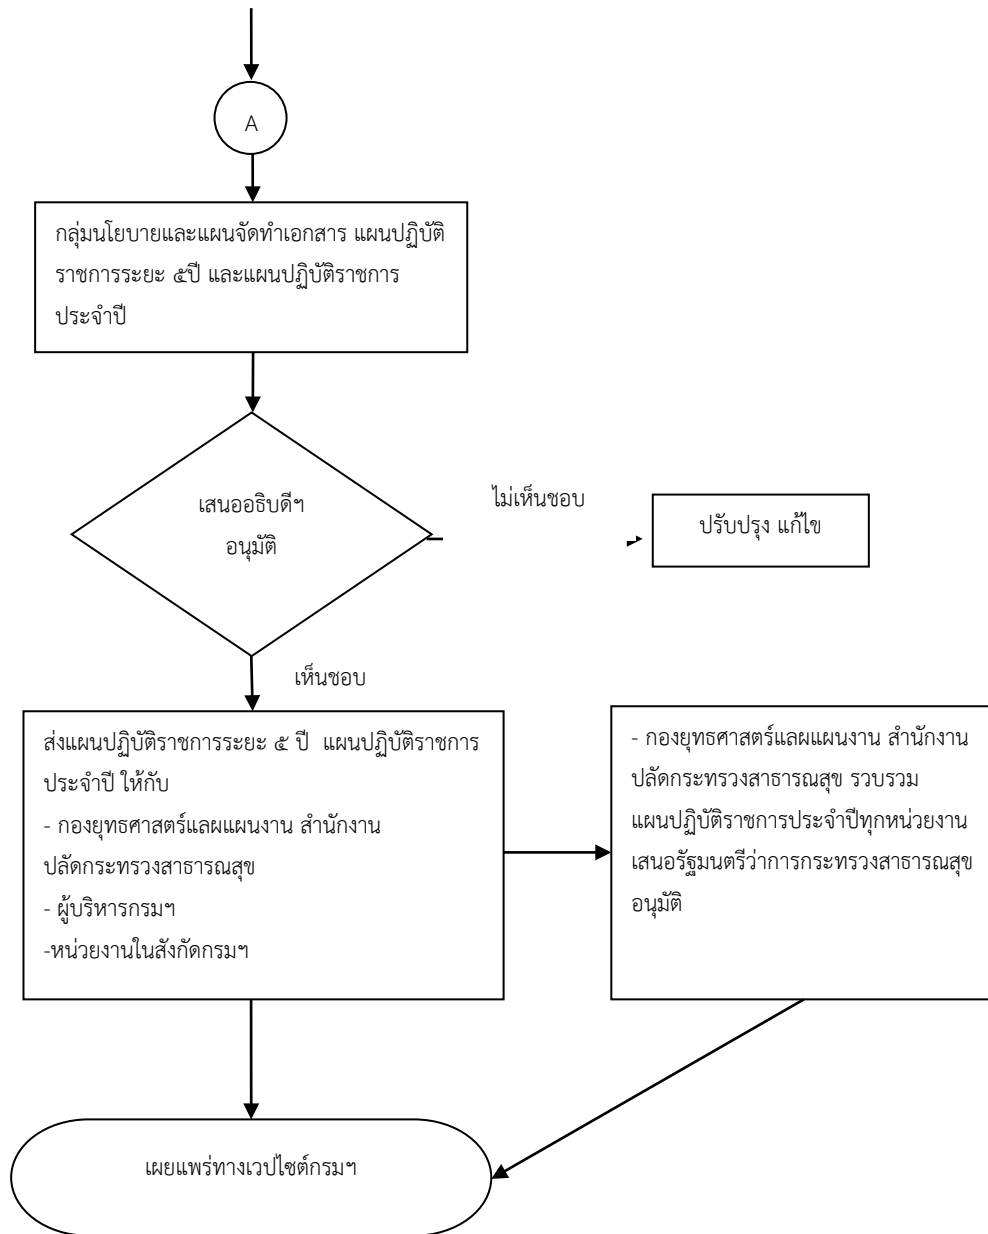 A
กลุ่มนโยบายและแผนจัดทำเอกสาร แผนปฏิบัติ
ราชการระยะ ๕ปี และแผนปฏิบัติราชการ
ประจำปี
เสนออธิบดีฯ
อนุมัติ
ไม่เห็นชอบ
ปรับปรุง แก้ไข
เห็นชอบ
ส่งแผนปฏิบัติราชการระยะ ๕ ปี  แผนปฏิบัติราชการ
ประจำปี ให้กับ
- กองยุทธศาสตร์แลผแผนงาน สำนักงาน
ปลัดกระทรวงสาธารณสุข
- ผู้บริหารกรมฯ
-หน่วยงานในสังกัดกรมฯ
- กองยุทธศาสตร์แลผแผนงาน สำนักงาน
ปลัดกระทรวงสาธารณสุข รวบรวม
แผนปฏิบัติราชการประจำปีทุกหน่วยงาน
เสนอรัฐมนตรีว่าการกระทรวงสาธารณสุข
อนุมัติ
เผยแพร่ทางเวปไซต์กรมฯ